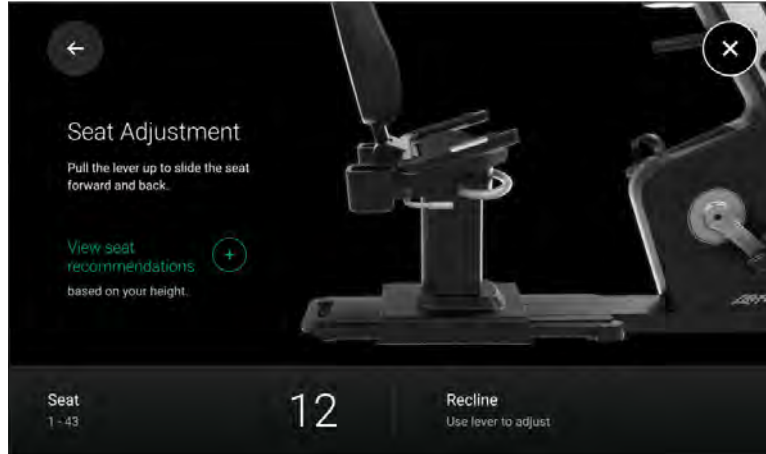 Seat Adjustment
Pull the lever up to slide the seat
forward and back.
View seat
recommendations
based on your height.
Seat
1 - 43
12
Recline
Use lever to adjust